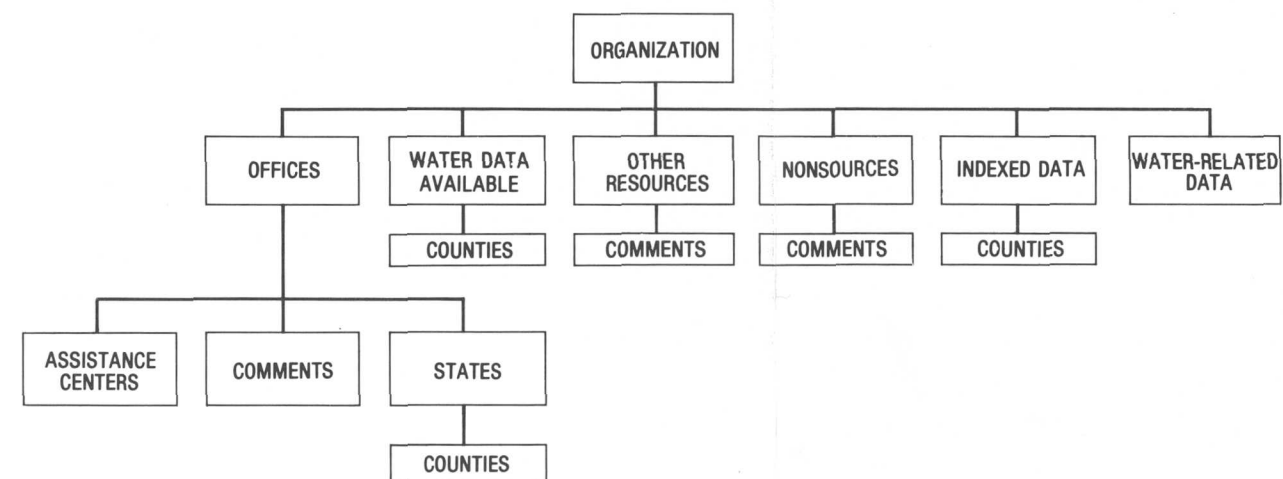 ORGANIZATION
OFFICES
WATER DATA
AVAILABLE
OTHER
RESOURCES
NONSOURCES
INDEXED DATA
WATER-RELATED
DATA
COUNTIES
COMMENTS
COMMENTS
COUNTIES
ASSISTANCE
CENTERS
COMMENTS
STATES
COUNTIES